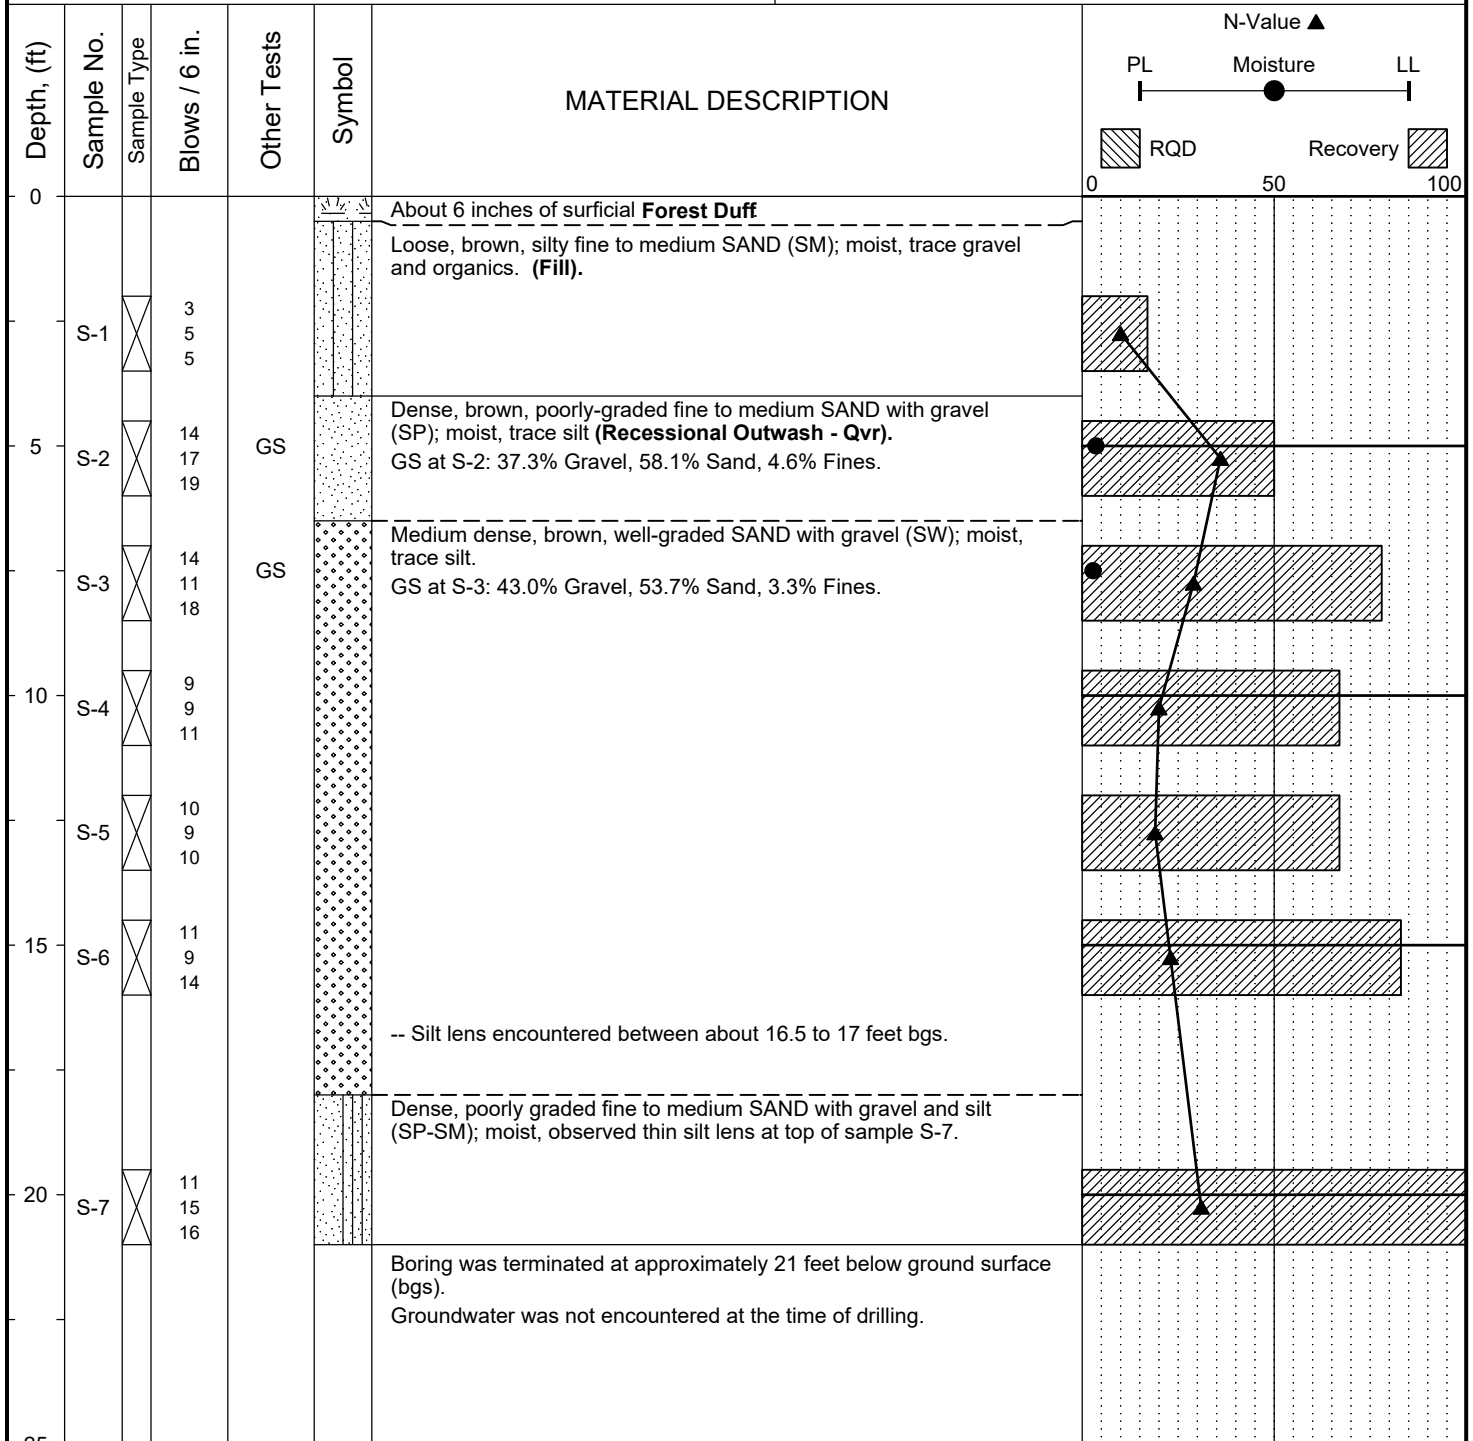 Depth, (ft)
Sample No.
Sample Type
Blows / 6 in.
Other Tests
Symbol
MATERIAL DESCRIPTION
N-Value
PL Moisture LL
RQD Recovery
0 50 100
0
About 6 inches of surficial Forest Duff
Loose, brown, silty fine to medium SAND (SM); moist, trace gravel
and organics. (Fill).
S-1
3
5
5
Dense, brown, poorly-graded fine to medium SAND with gravel
(SP); moist, trace silt (Recessional Outwash - Qvr).
GS at S-2: 37.3% Gravel, 58.1% Sand, 4.6% Fines.
5
S-2
14
17
19
GS
Medium dense, brown, well-graded SAND with gravel (SW); moist,
trace silt.
GS at S-3: 43.0% Gravel, 53.7% Sand, 3.3% Fines.
S-3
14
11
18
GS
10
S-4
9
9
11
S-5
10
9
10
15
S-6
11
9
14
-- Silt lens encountered between about 16.5 to 17 feet bgs.
Dense, poorly graded fine to medium SAND with gravel and silt
(SP-SM); moist, observed thin silt lens at top of sample S-7.
20
S-7
11
15
16
Boring was terminated at approximately 21 feet below ground surface
(bgs).
Groundwater was not encountered at the time of drilling.